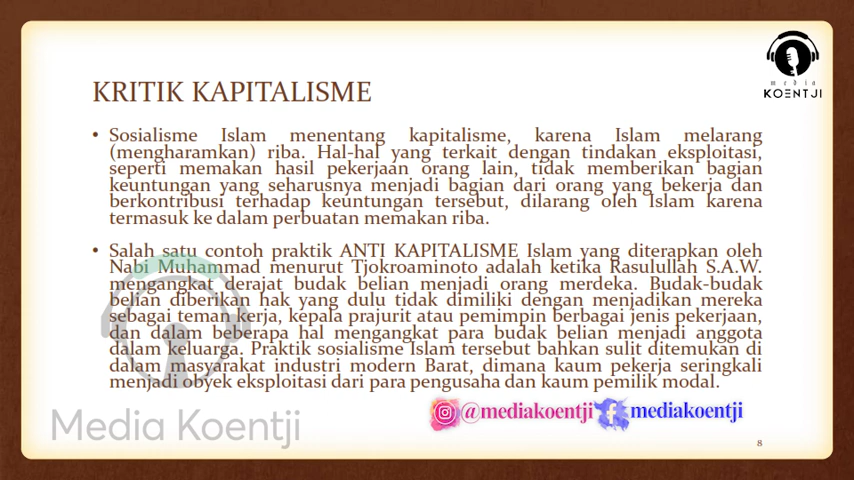 media
KOENTJI
KRITIK KAPITALISME
• Sosialisme Islam menentang kapitalisme, karena Islam melarang
(mengharamkan) riba. Hal-hal yang terkait dengan tindakan eksploitasi,
seperti memakan hasil pekerjaan orang lain, tidak memberikan bagian
keuntungan yang seharusnya menjadi bagian dari orang yang bekerja dan
berkontribusi terhadap keuntungan tersebut, dilarang oleh Islam karena
termasuk ke dalam perbuatan memakan riba.
• Salah satu contoh praktik ANTI KAPITALISME Islam yang diterapkan oleh
Nabi Muhammad menurut Tjokroaminoto adalah ketika Rasulullah S.A.W.
mengangkat derajat budak belian menjadi orang merdeka. Budak-budak
belian diberikan hak yang dulu tidak dimiliki dengan menjadikan mereka
sebagai teman kerja, kepala prajurit atau pemimpin berbagai jenis pekerjaan,
dan dalam beberapa hal mengangkat para budak belian menjadi anggota
dalam keluarga. Praktik sosialisme Islam tersebut bahkan sulit ditemukan di
dalam masyarakat industri modern Barat, dimana kaum pekerja seringkali
menjadi obyek eksploitasi dari para pengusaha dan kaum pemilik modal.
@mediakoentji mediakoentji
Media Koentji
8